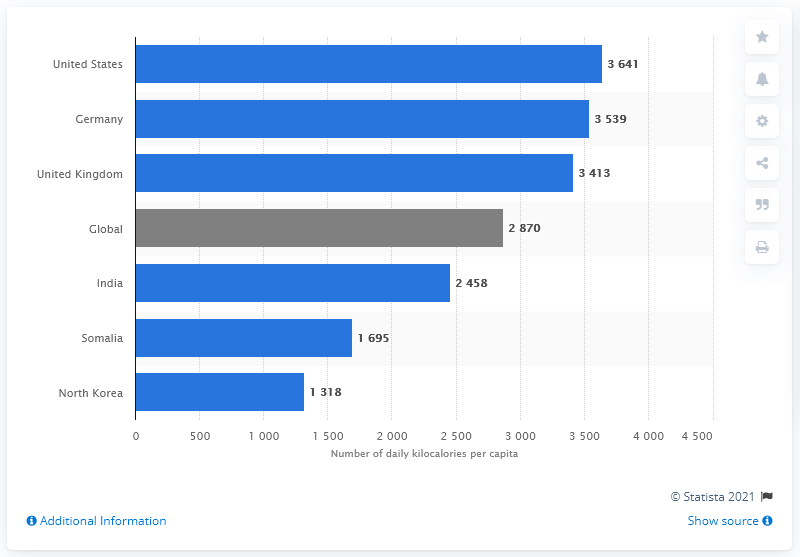 United States 3 641
Germany 3 539
United Kingdom 3 413
Global 2 870
India 2 458
Somalia 1 695
North Korea 1 318
0 500 1 000 1 500 2 000 2 500 3 000 3 500 4 000 4 500
Number of daily kilocalories per capita
© Statista 2021
Additional Information Show source